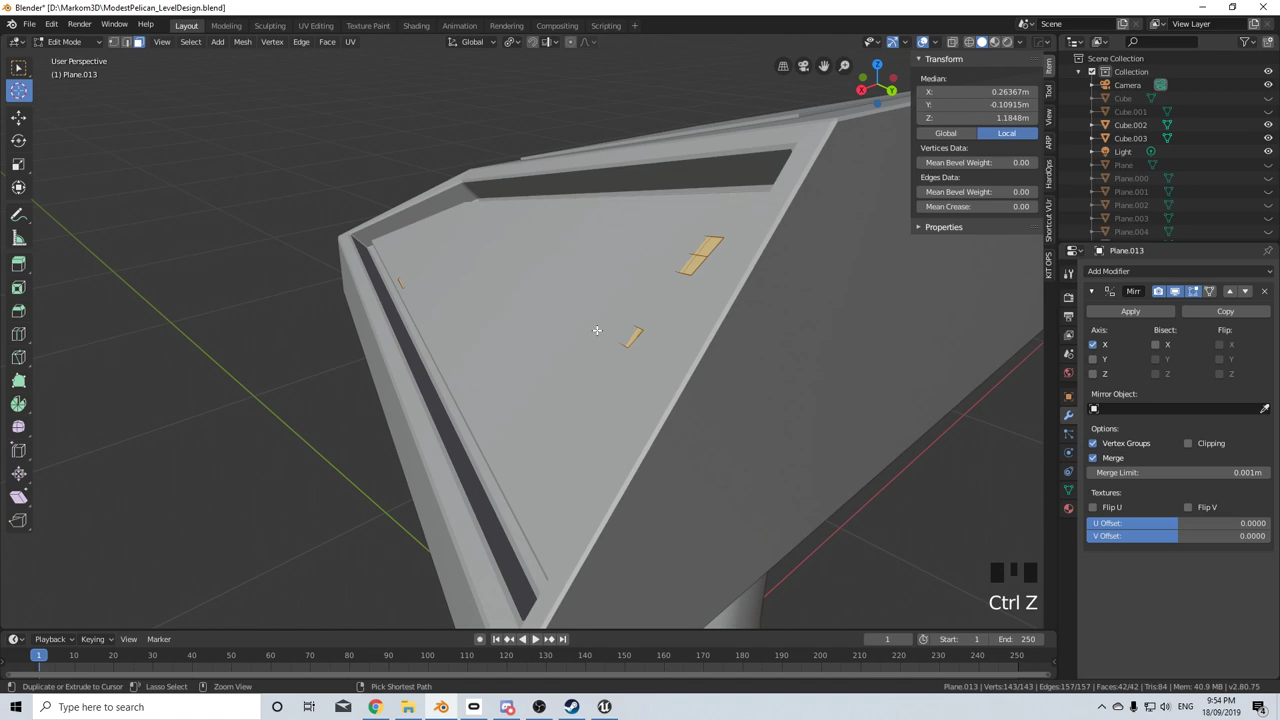 Blender* [D:\Markom3D\ModestPelican_LevelDesign.blend]
File Edit Render Window Help Layout Modeling Sculpting UV Editing Texture Paint Shading Animation Rendering Compositing Scripting Scene View Layer
Edit Mode View Select Add Mesh Vertex Edge Face UV Global
User Perspective
(1) Plane.013
Transform
Median:
X: 0.26367m
Y: -0.10915m
Z: 1.1848m
Global Local
Vertices Data:
Mean Bevel Weight: 0.00
Edges Data:
Mean Bevel Weight: 0.00
Mean Crease: 0.00
Properties
Item
Tool
View
ARP
HardOps
Shortcut VUr
KIT OPS
X Y Z
Scene Collection
Collection
Camera
Cube
Cube.001
Cube.002
Cube.003
Light
Plane
Plane.000
Plane.001
Plane.002
Plane.003
Plane.004
Plane.013
Add Modifier
Mirr
Apply Copy
Axis: Bisect: Flip:
X X X
Y Y Y
Z Z Z
Mirror Object:
Options:
Vertex Groups Clipping
Merge
Merge Limit: 0.001m
Textures:
Flip U Flip V
U Offset: 0.0000
V Offset: 0.0000
Ctrl Z
Playback Keying View Marker 1 Start: 1 End: 250
1 10 20 30 40 50 60 70 80 90 100 110 120 130 140 150 160 170 180 190 200 210 220 230 240 250
Duplicate or Extrude to Cursor Lasso Select Zoom View Pick Shortest Path Plane.013 | Verts:143/143 | Edges:157/157 | Faces:42/42 | Tris:84 | Mem: 40.9 MB | v2.80.75
Type here to search
9:54 PM
18/09/2019
4